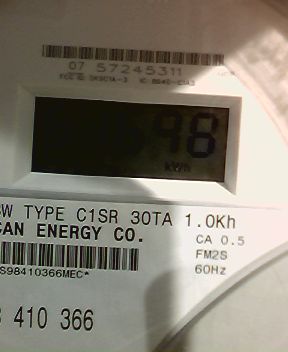 07 57245311
98
kWh
W TYPE C1SR 30TA 1.0Kh
CAN ENERGY CO.
CA 0.5
FM2S
60Hz
S98410366MEC*
410 366